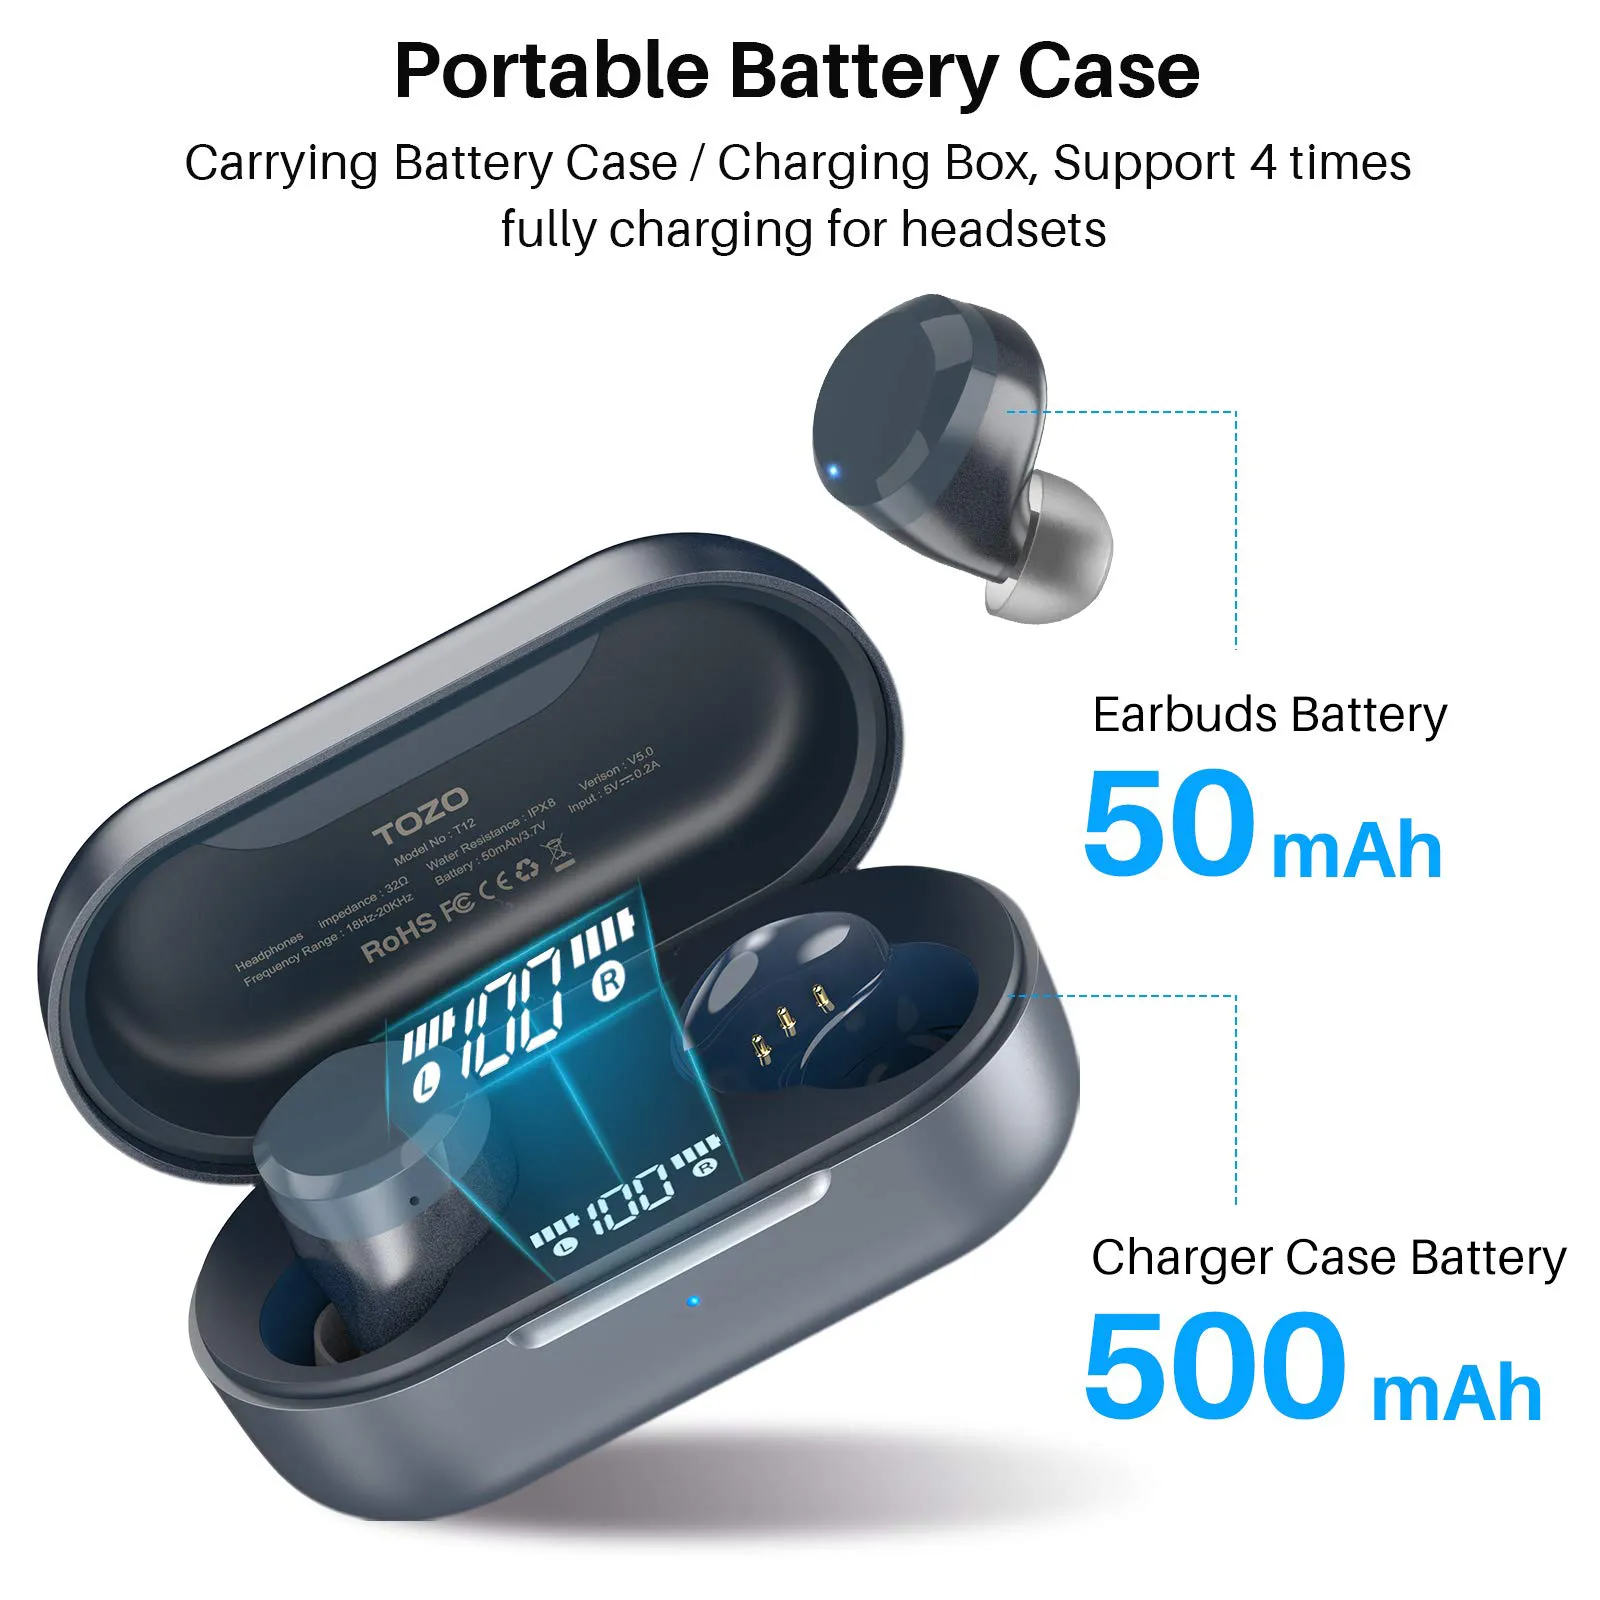 Portable Battery Case
Carrying Battery Case / Charging Box, Support 4 times
fully charging for headsets
Earbuds Battery
50 mAh
TOZO
Model No : T12
Water Resistance : IPX8
Verison : V5.0
Headphones impedance : 32Ω
Battery : 50mAh/3.7V
Input : 5V⎓0.2A
Frequency Range : 18Hz-20KHz
RoHS FC CE
100
L R
100
L R
Charger Case Battery
500 mAh